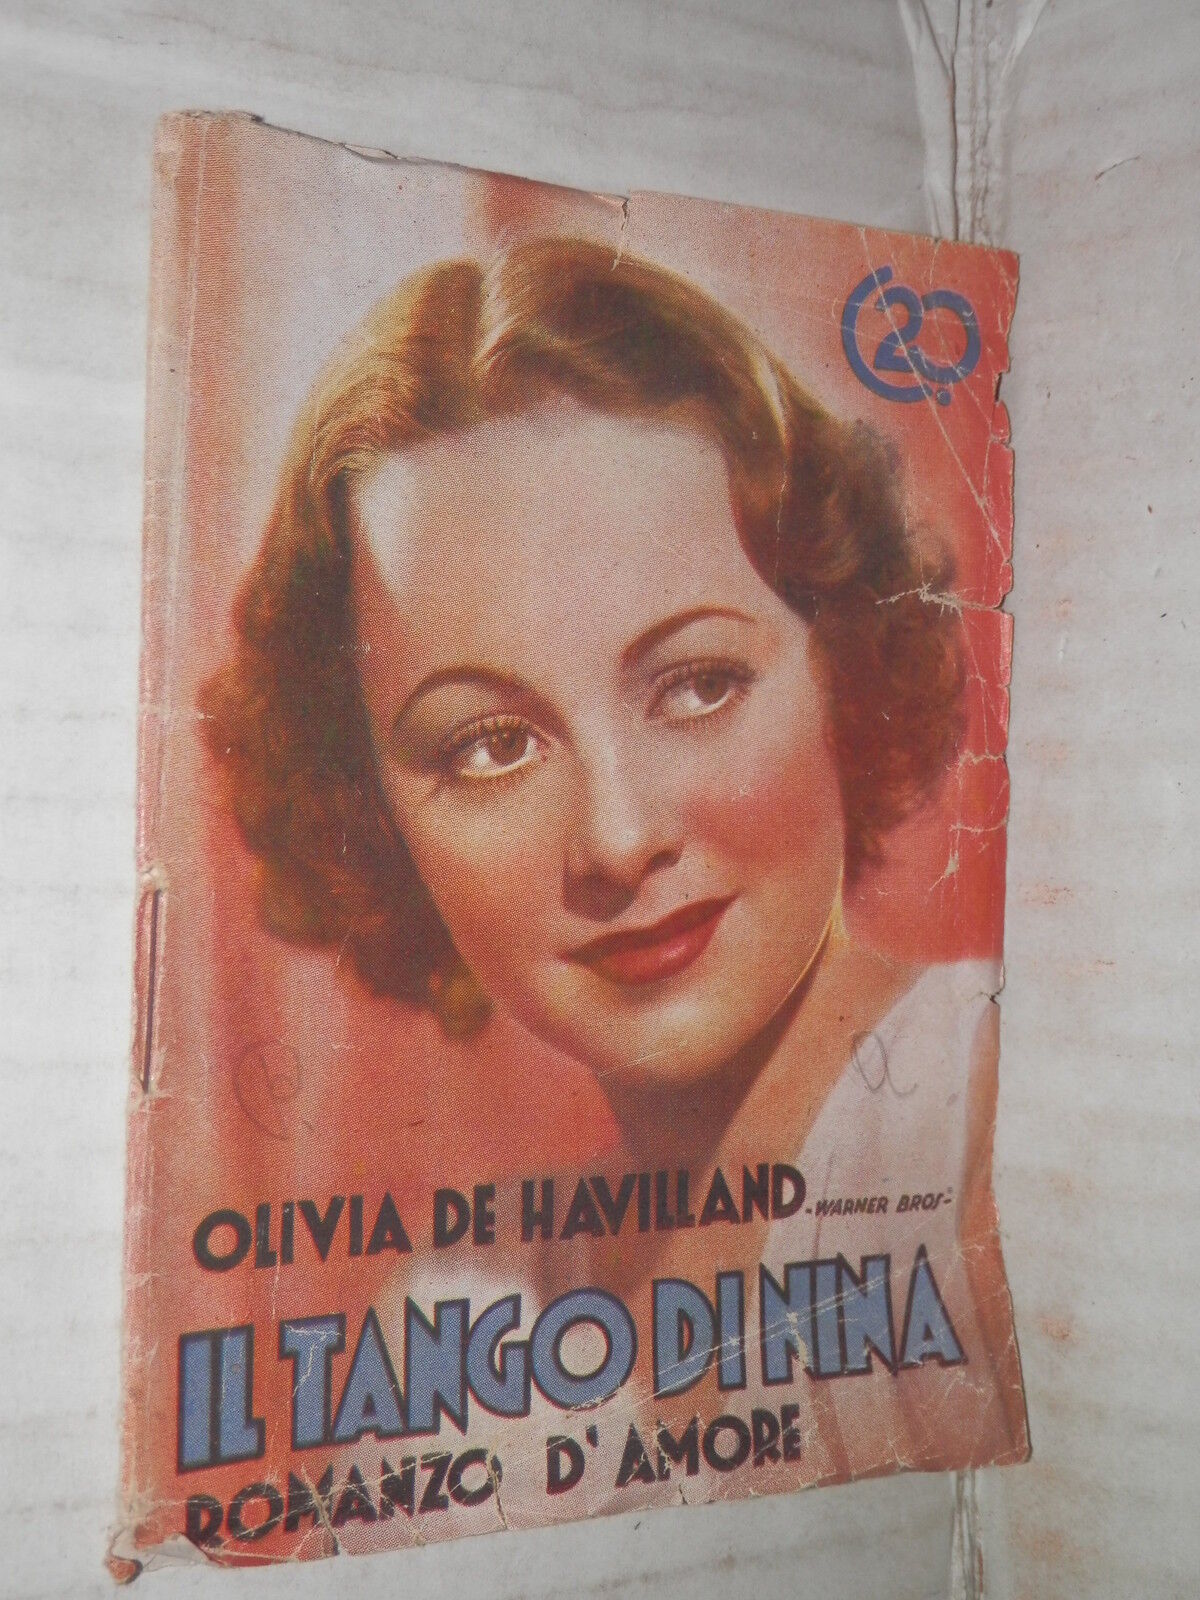 20
OLIVIA DE HAVILLAND -WARNER BROS-
IL TANGO DI NINA
ROMANZO D'AMORE